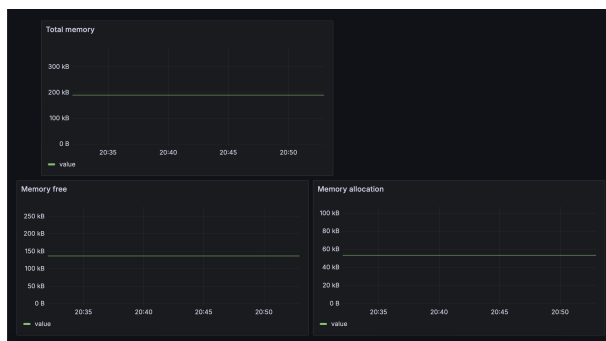 Total memory
300 kB
200 kB
100 kB
0 B
20:35 20:40 20:45 20:50
value
Memory free
250 kB
200 kB
150 kB
100 kB
50 kB
0 B
20:35 20:40 20:45 20:50
value
Memory allocation
100 kB
80 kB
60 kB
40 kB
20 kB
0 B
20:35 20:40 20:45 20:50
value